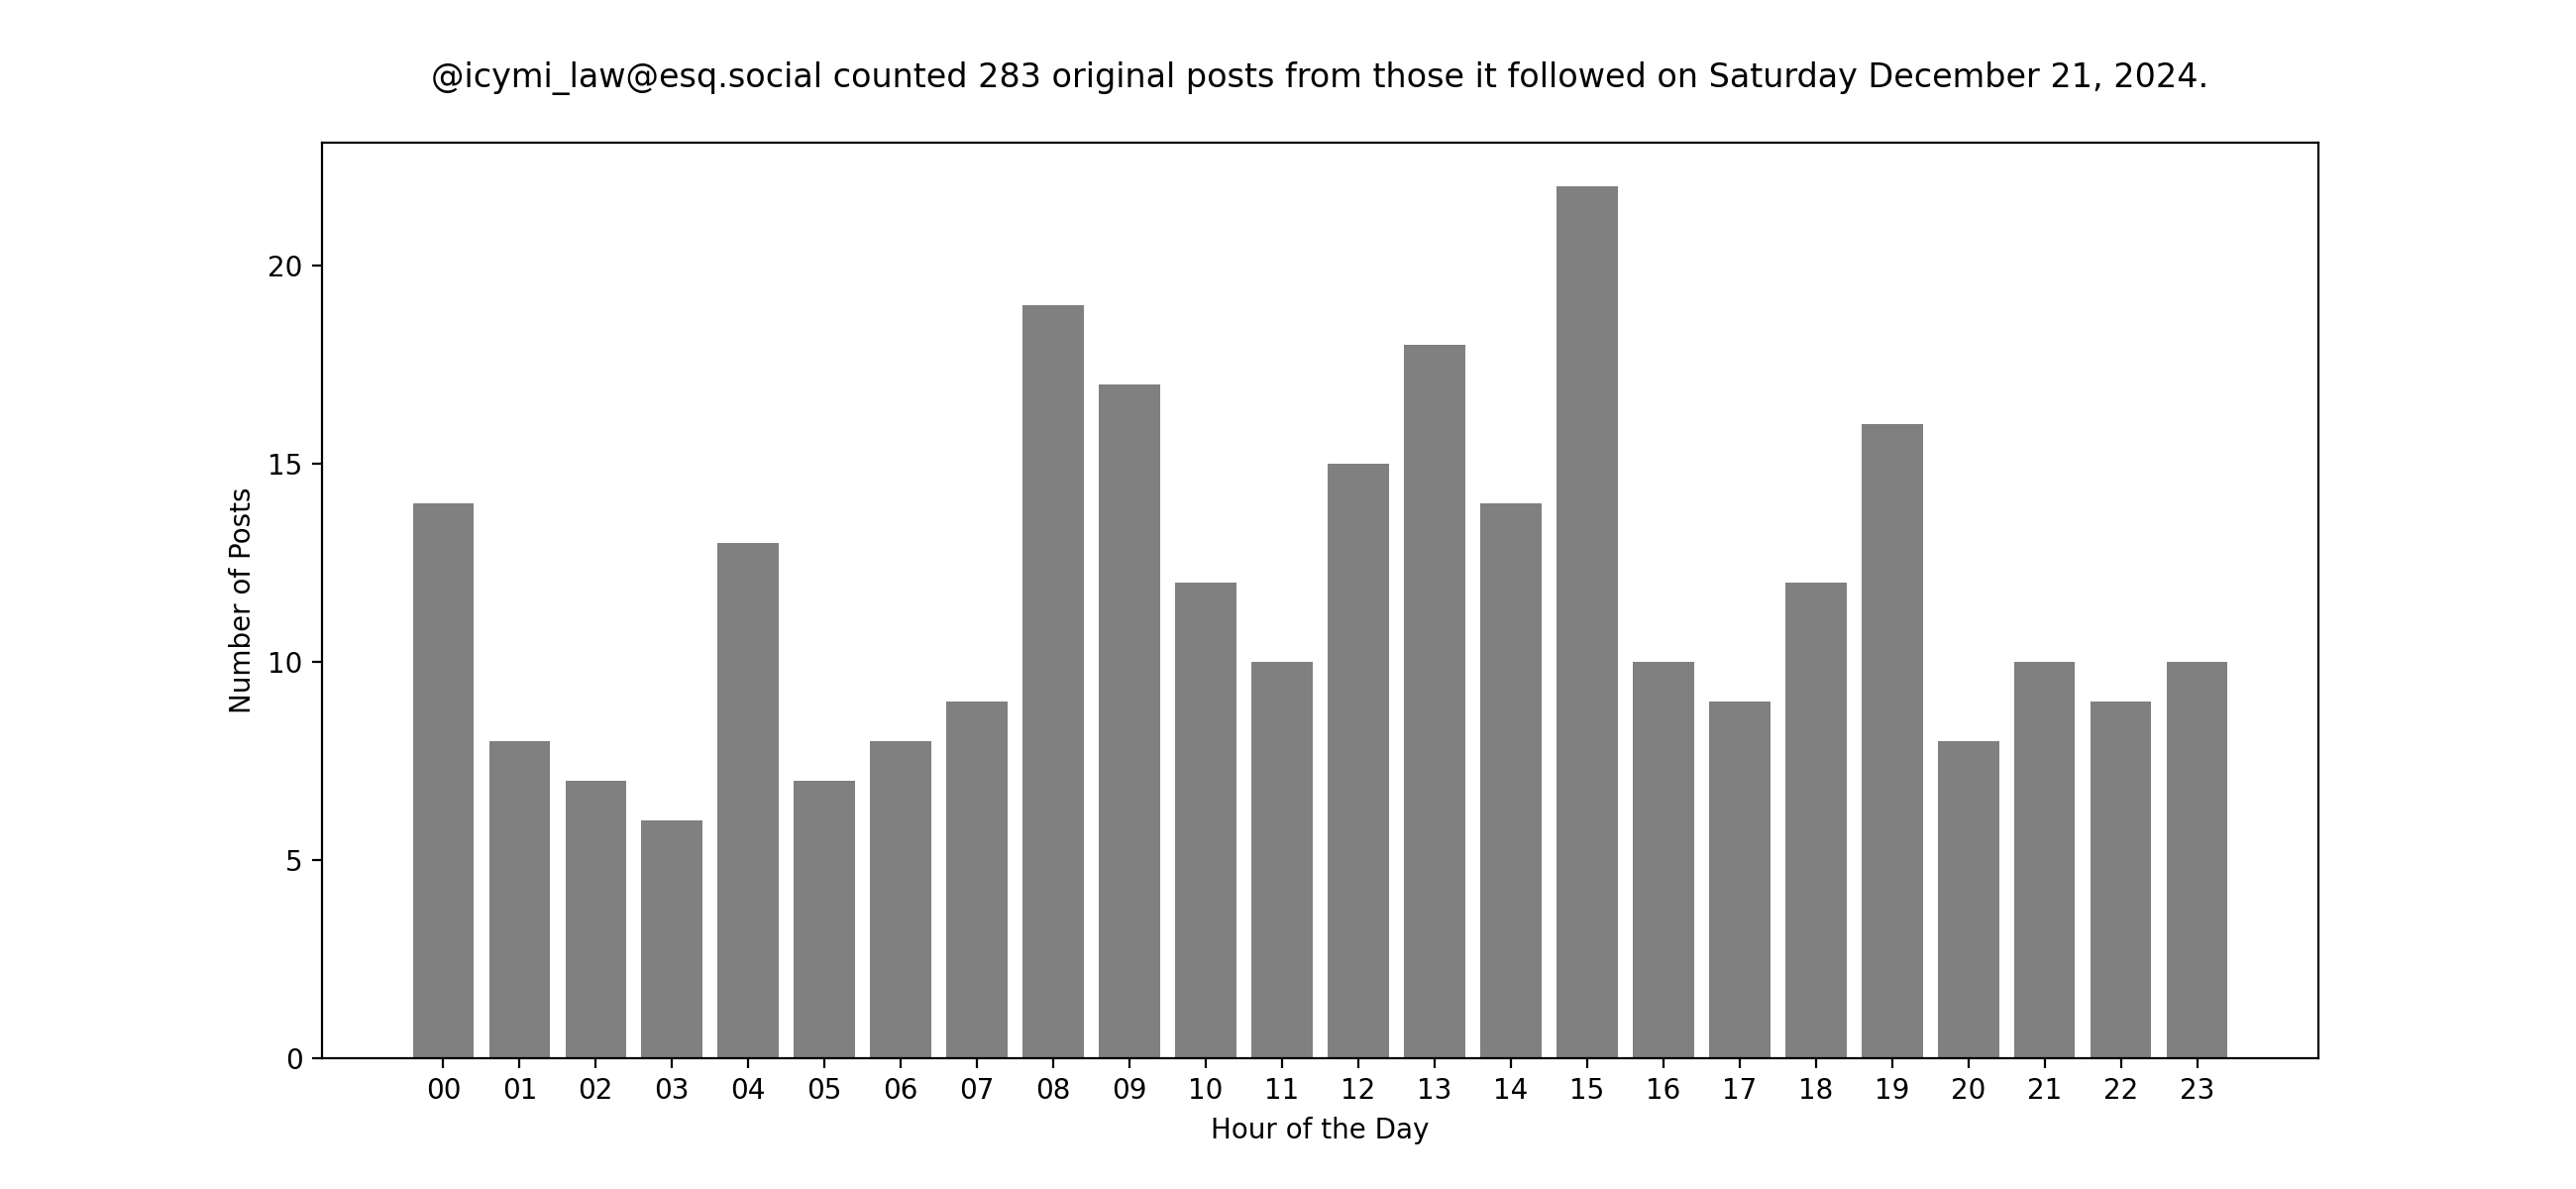 @icymi_law@esq.social counted 283 original posts from those it followed on Saturday December 21, 2024.
Number of Posts
20
15
10
5
0
00 01 02 03 04 05 06 07 08 09 10 11 12 13 14 15 16 17 18 19 20 21 22 23
Hour of the Day